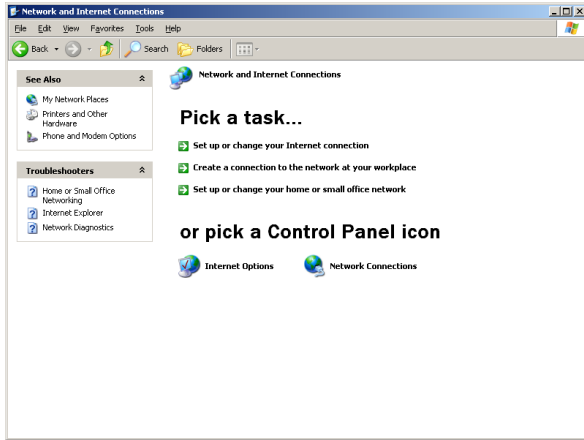 Network and Internet Connections
File Edit View Favorites Tools Help
Back Search Folders
See Also
My Network Places
Printers and Other
Hardware
Phone and Modem Options
Troubleshooters
Home or Small Office
Networking
Internet Explorer
Network Diagnostics
Network and Internet Connections
Pick a task...
Set up or change your Internet connection
Create a connection to the network at your workplace
Set up or change your home or small office network
or pick a Control Panel icon
Internet Options
Network Connections